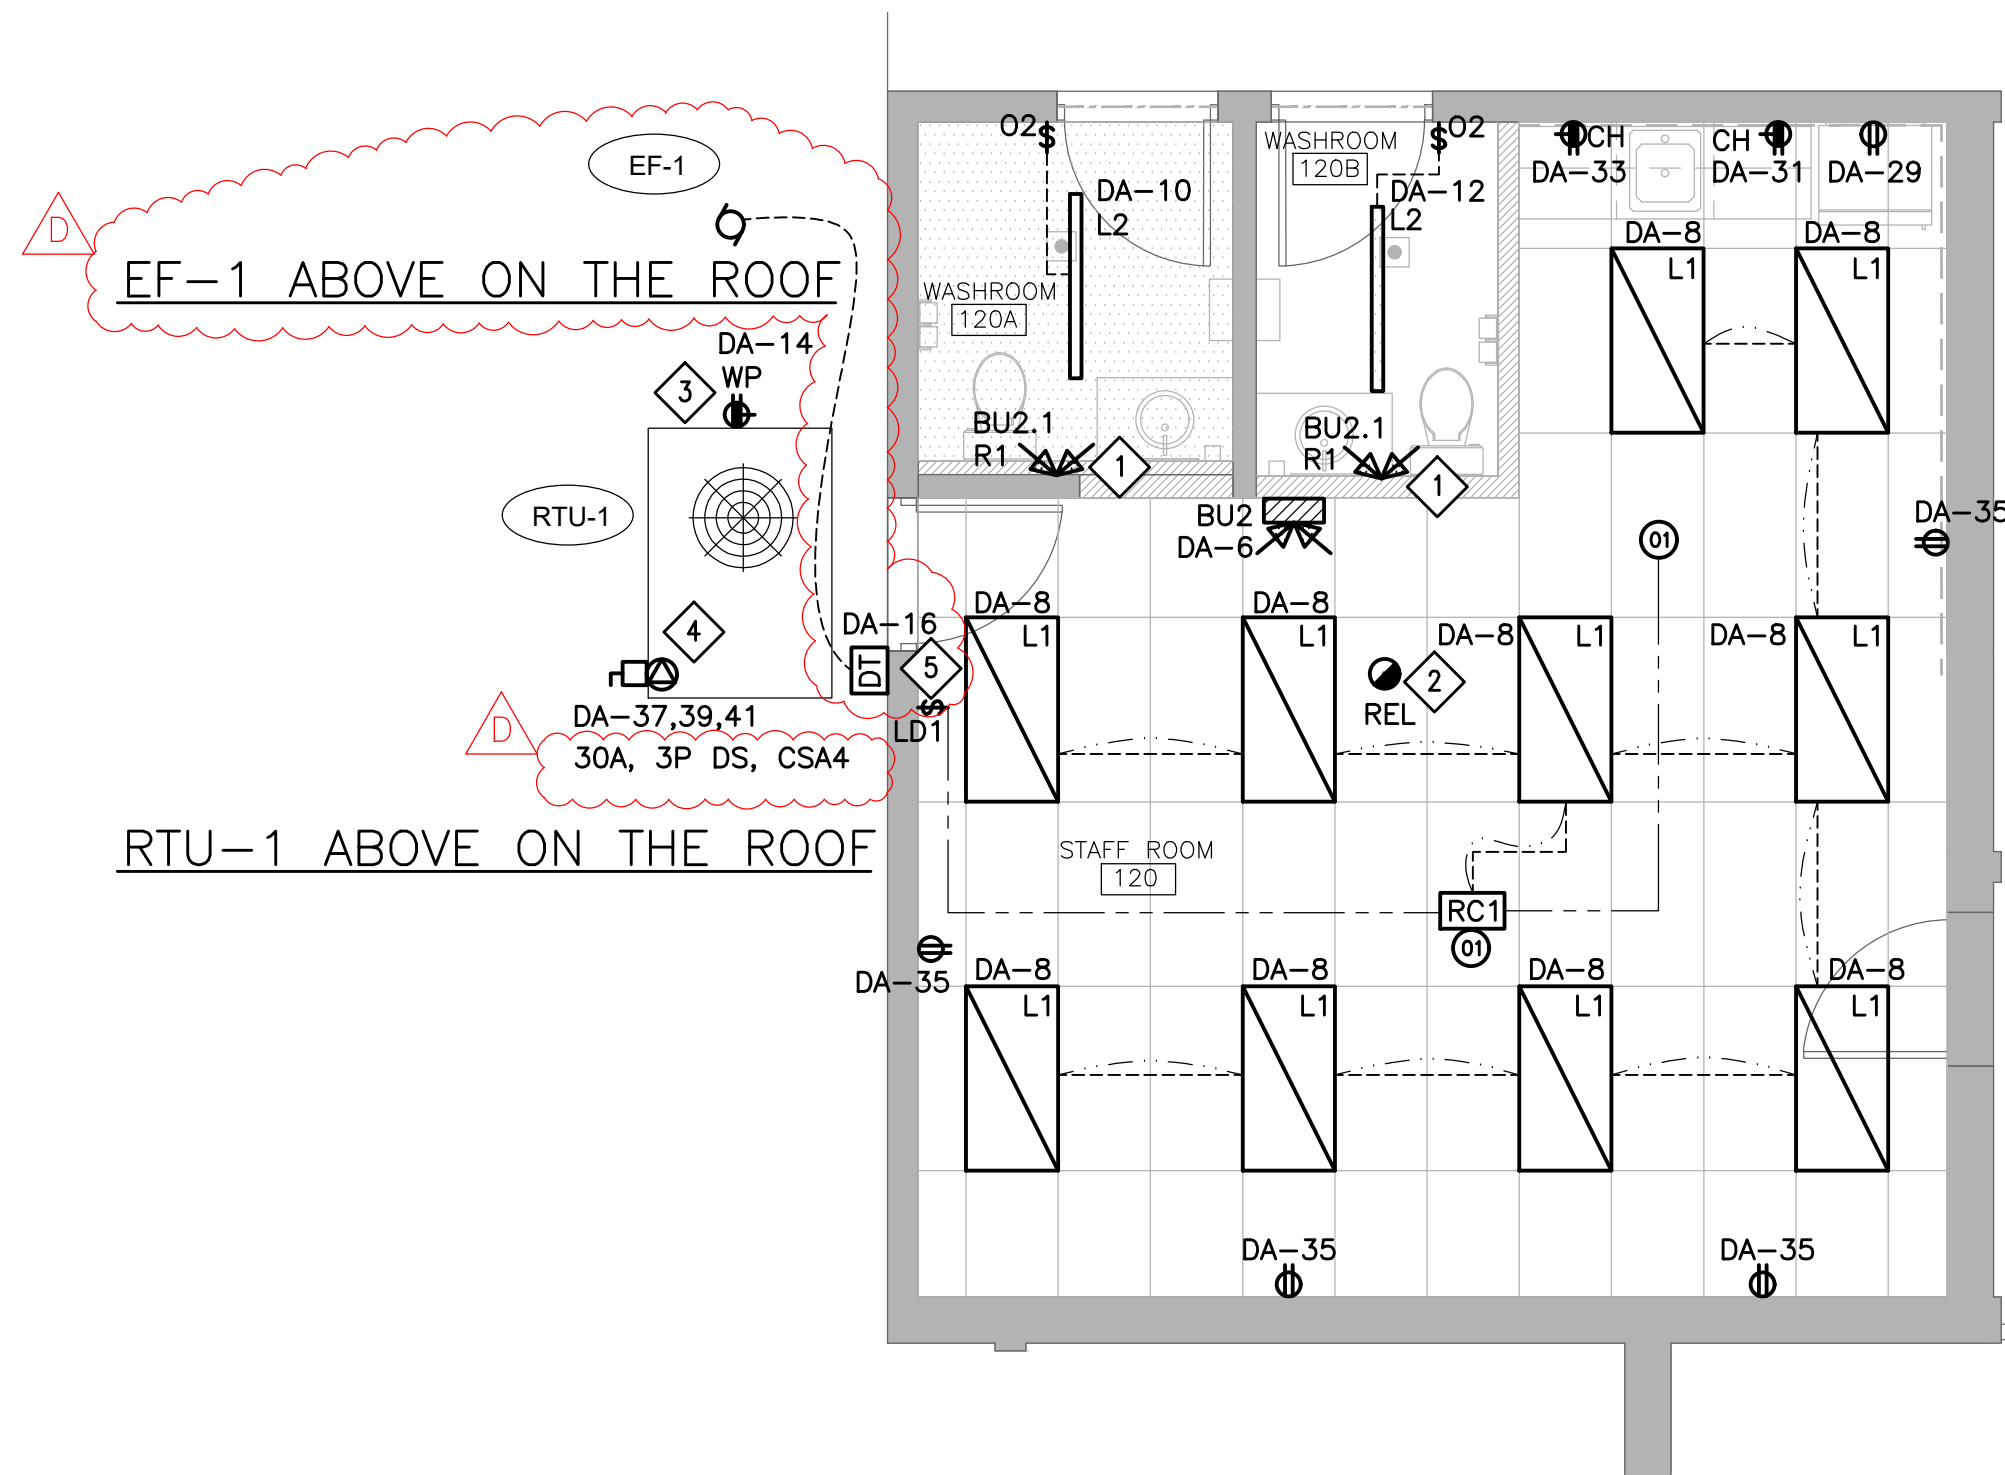 EF-1
D
EF-1 ABOVE ON THE ROOF
DA-14
WP
3
RTU-1
4
DA-16
DT
5
LD1
DA-37,39,41
D
30A, 3P DS, CSA4
RTU-1 ABOVE ON THE ROOF
O2
$
DA-10
L2
WASHROOM
120A
BU2.1
R1
1
WASHROOM
120B
$
O2
DA-12
L2
BU2.1
R1
1
CH
DA-33
CH
DA-31
DA-29
DA-8
L1
DA-8
L1
BU2
DA-6
01
DA-35
DA-8
L1
DA-8
L1
DA-8
L1
DA-8
L1
$
2
REL
STAFF ROOM
120
RC1
01
DA-35
DA-8
L1
DA-8
L1
DA-8
L1
DA-8
L1
DA-35
DA-35